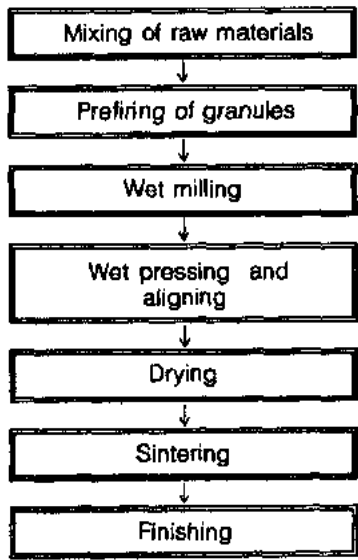 Mixing of raw materials
Prefiring of granules
Wet milling
Wet pressing and
aligning
Drying
Sintering
Finishing